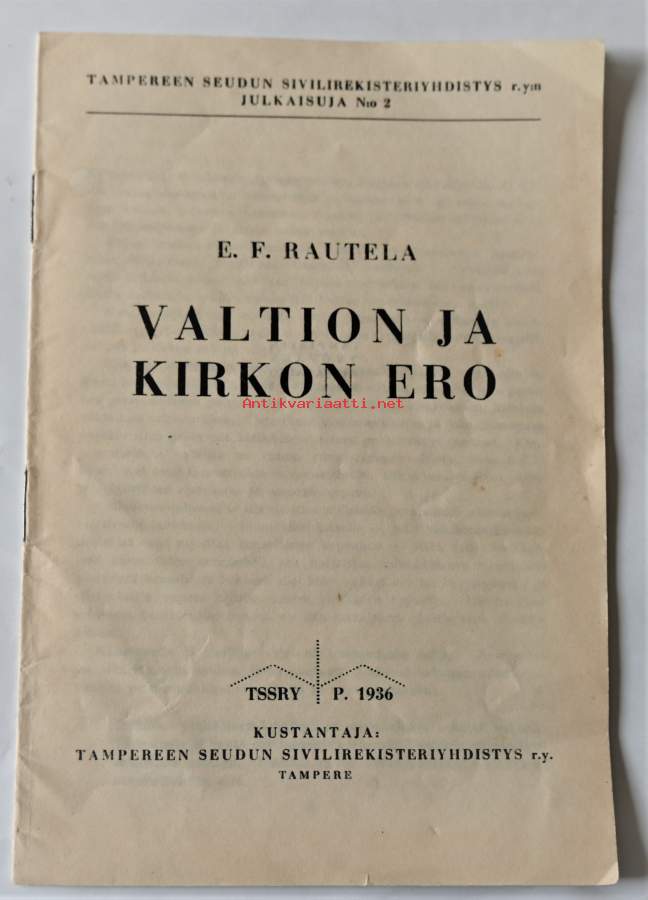 TAMPEREEN SEUDUN SIVILIREKISTERIYHDISTYS r.y:n
JULKAISUJA N:o 2
E. F. RAUTELA
VALTION JA
KIRKON ERO
Antikvariaatti.net
TSSRY P. 1936
KUSTANTAJA:
TAMPEREEN SEUDUN SIVILIREKISTERIYHDISTYS r.y.
TAMPERE